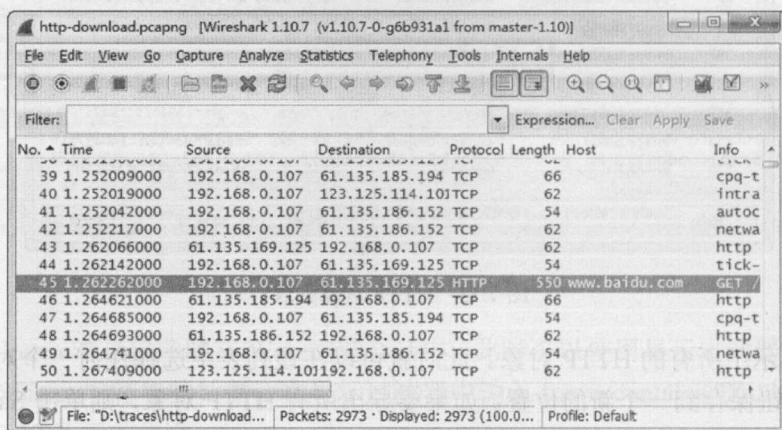 http-download.pcapng [Wireshark 1.10.7 (v1.10.7-0-g6b931a1 from master-1.10)]
File Edit View Go Capture Analyze Statistics Telephony Tools Internals Help
Filter: Expression... Clear Apply Save
No. Time Source Destination Protocol Length Host Info
39 1.252009000 192.168.0.107 61.135.185.194 TCP 66 cpq-t
40 1.252019000 192.168.0.107 123.125.114.101 TCP 62 intra
41 1.252042000 192.168.0.107 61.135.186.152 TCP 54 autoc
42 1.252217000 192.168.0.107 61.135.186.152 TCP 62 netwa
43 1.262066000 61.135.169.125 192.168.0.107 TCP 62 http
44 1.262142000 192.168.0.107 61.135.169.125 TCP 54 tick-
45 1.262262000 192.168.0.107 61.135.169.125 HTTP 550 www.baidu.com GET /
46 1.264621000 61.135.185.194 192.168.0.107 TCP 66 http
47 1.264685000 192.168.0.107 61.135.185.194 TCP 54 cpq-t
48 1.264693000 61.135.186.152 192.168.0.107 TCP 62 http
49 1.264705000 192.168.0.107 61.135.186.152 TCP 54 netwa
50 1.267409000 123.125.114.101 192.168.0.107 TCP 62 http
File: "D:\traces\http-download... Packets: 2973 · Displayed: 2973 (100.0... Profile: Default